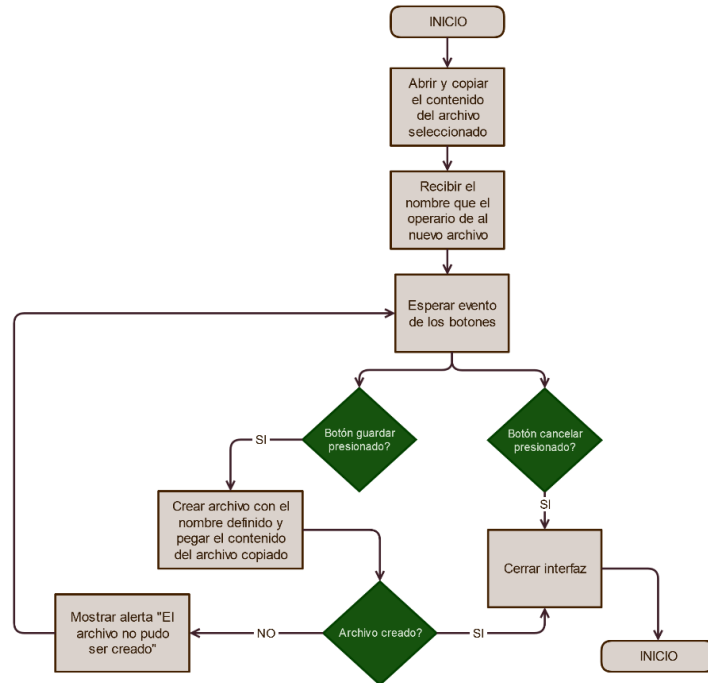 INICIO
Abrir y copiar
el contenido
del archivo
seleccionado
Recibir el
nombre que el
operario de al
nuevo archivo
Esperar evento
de los botones
Botón guardar
presionado?
Botón cancelar
presionado?
SI
SI
Crear archivo con el
nombre definido y
pegar el contenido
del archivo copiado
Cerrar interfaz
Mostrar alerta "El
archivo no pudo
ser creado"
NO
Archivo creado?
SI
INICIO